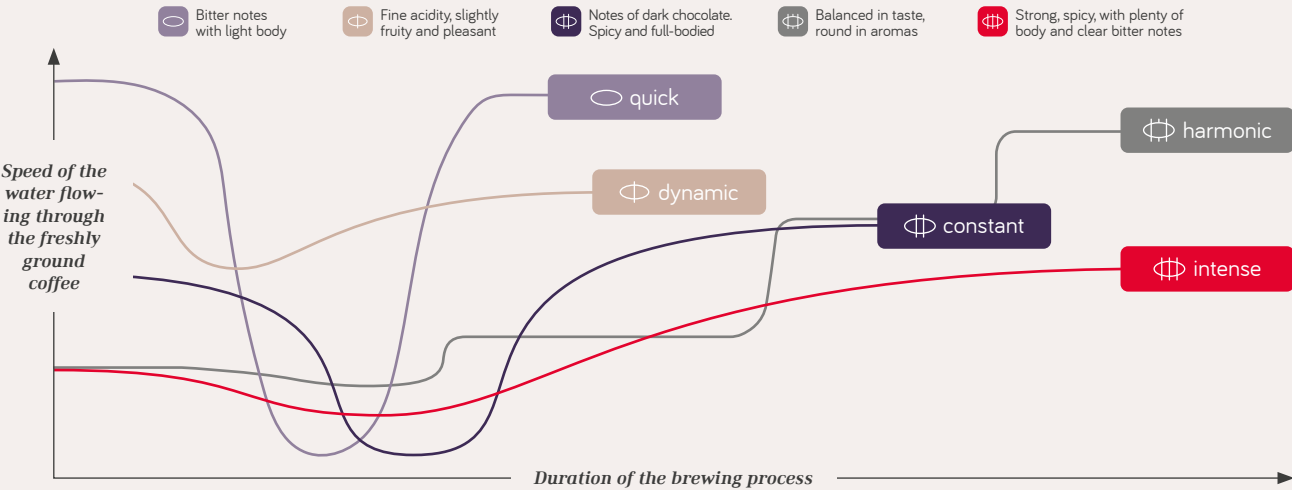 Bitter notes
with light body
Fine acidity, slightly
fruity and pleasant
Notes of dark chocolate.
Spicy and full-bodied
Balanced in taste,
round in aromas
Strong, spicy, with plenty of
body and clear bitter notes
quick
harmonic
dynamic
constant
intense
Speed of the
water flow-
ing through
the freshly
ground
coffee
Duration of the brewing process